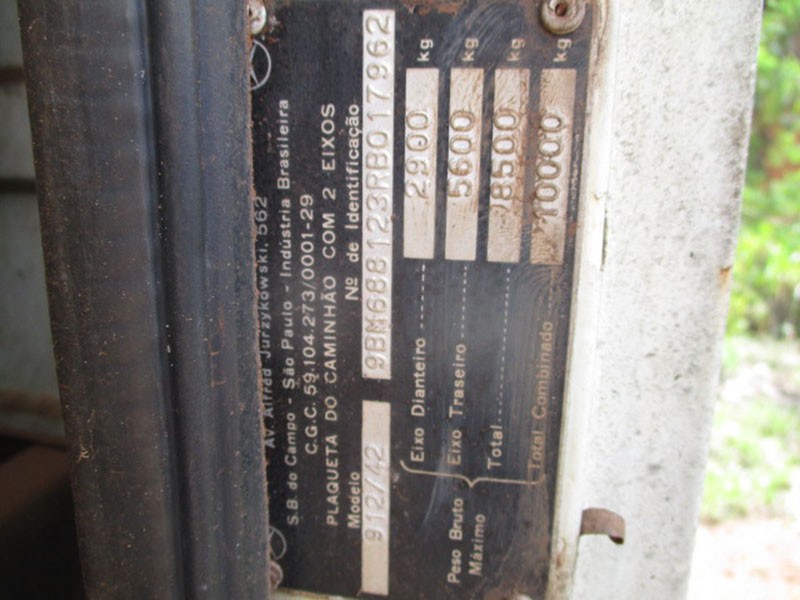 Av. Alfred Jurzykowski, 562
S.B. do Campo - São Paulo - Indústria Brasileira
C.G.C. 59.104.273/0001-29
PLAQUETA DO CAMINHÃO COM 2 EIXOS
Modelo Nº de Identificação
912/42 9BM688123RB017962
Peso Bruto Máximo
Eixo Dianteiro 2900 kg
Eixo Traseiro 5600 kg
Total 8500 kg
Total Combinado 10000 kg